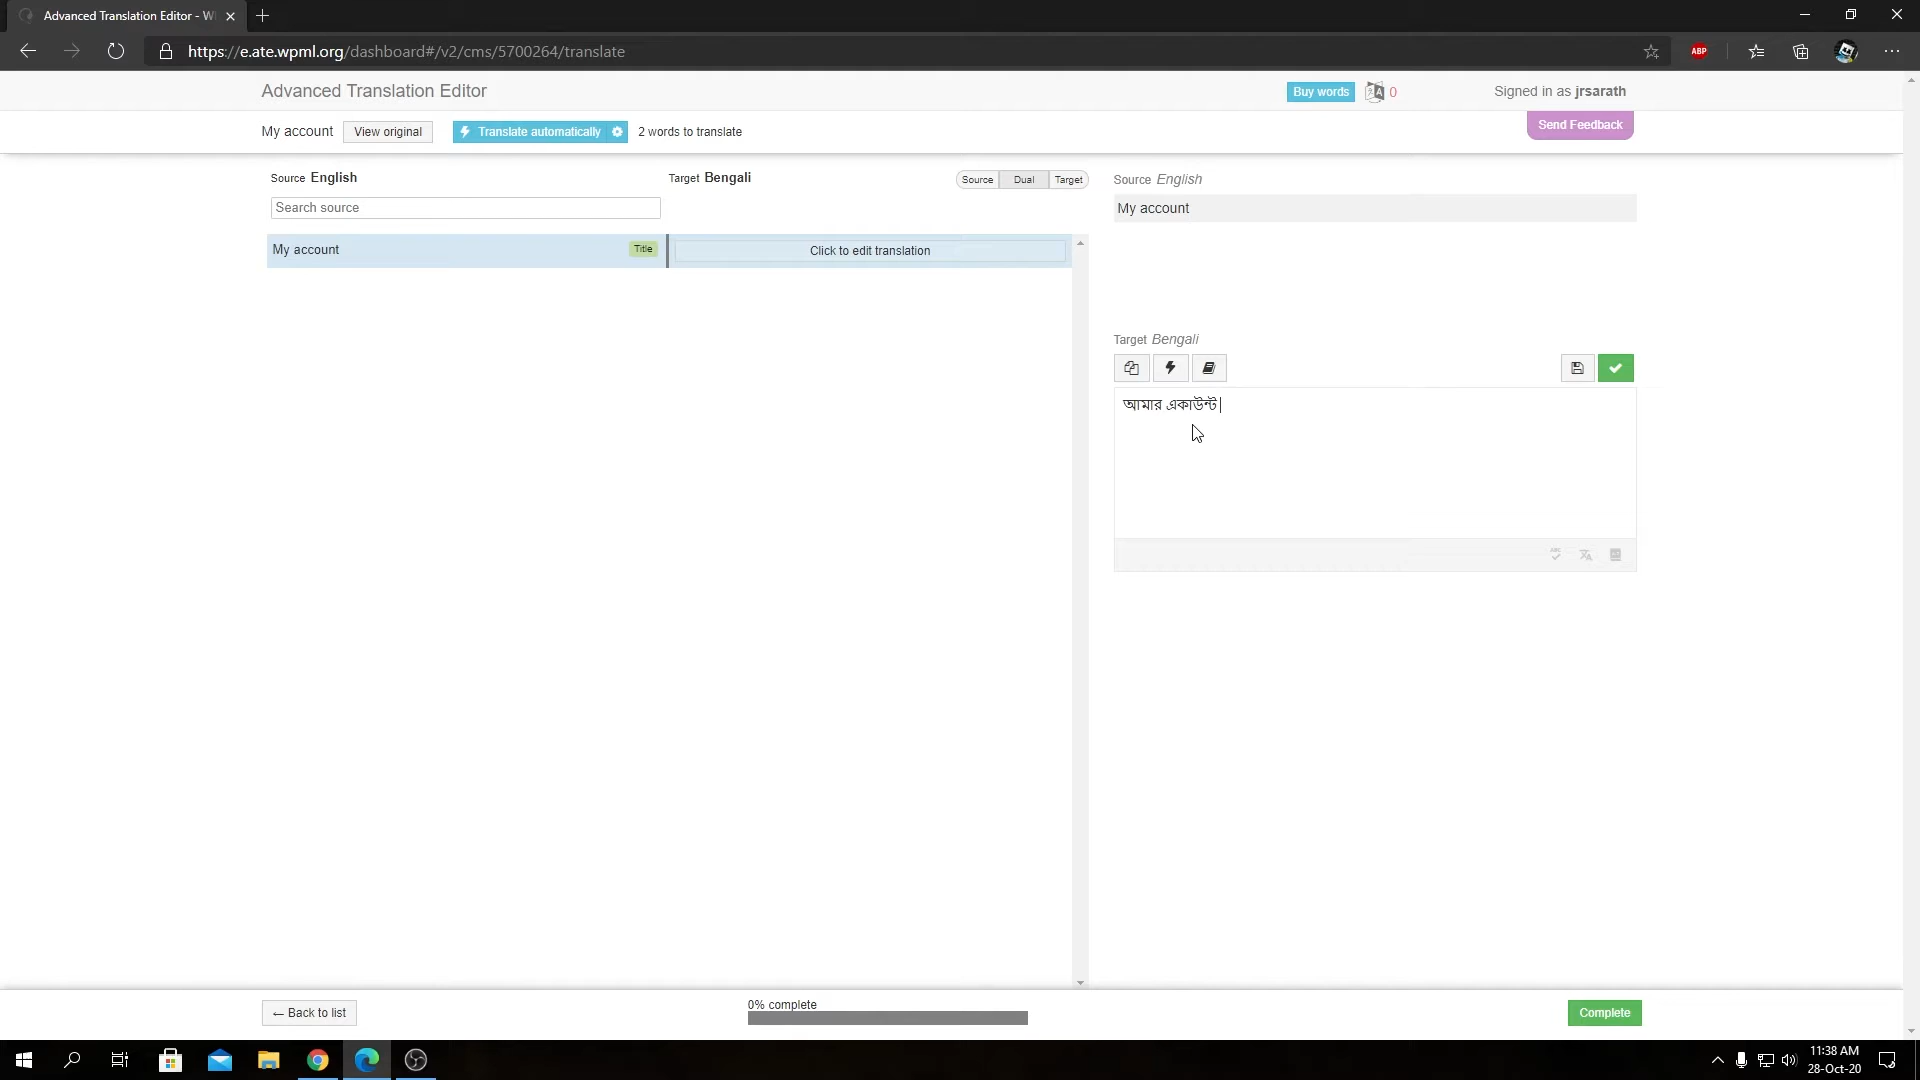 Advanced Translation Editor - W
https://e.ate.wpml.org/dashboard#/v2/cms/5700264/translate
ABP
Advanced Translation Editor
Buy words
0
Signed in as jrsarath
My account
View original
Translate automatically
2 words to translate
Send Feedback
Source English
Target Bengali
Source
Dual
Target
Source English
Search source
My account
My account
Title
Click to edit translation
Target Bengali
আমার একাউন্ট
← Back to list
0% complete
Complete
11:38 AM
28-Oct-20